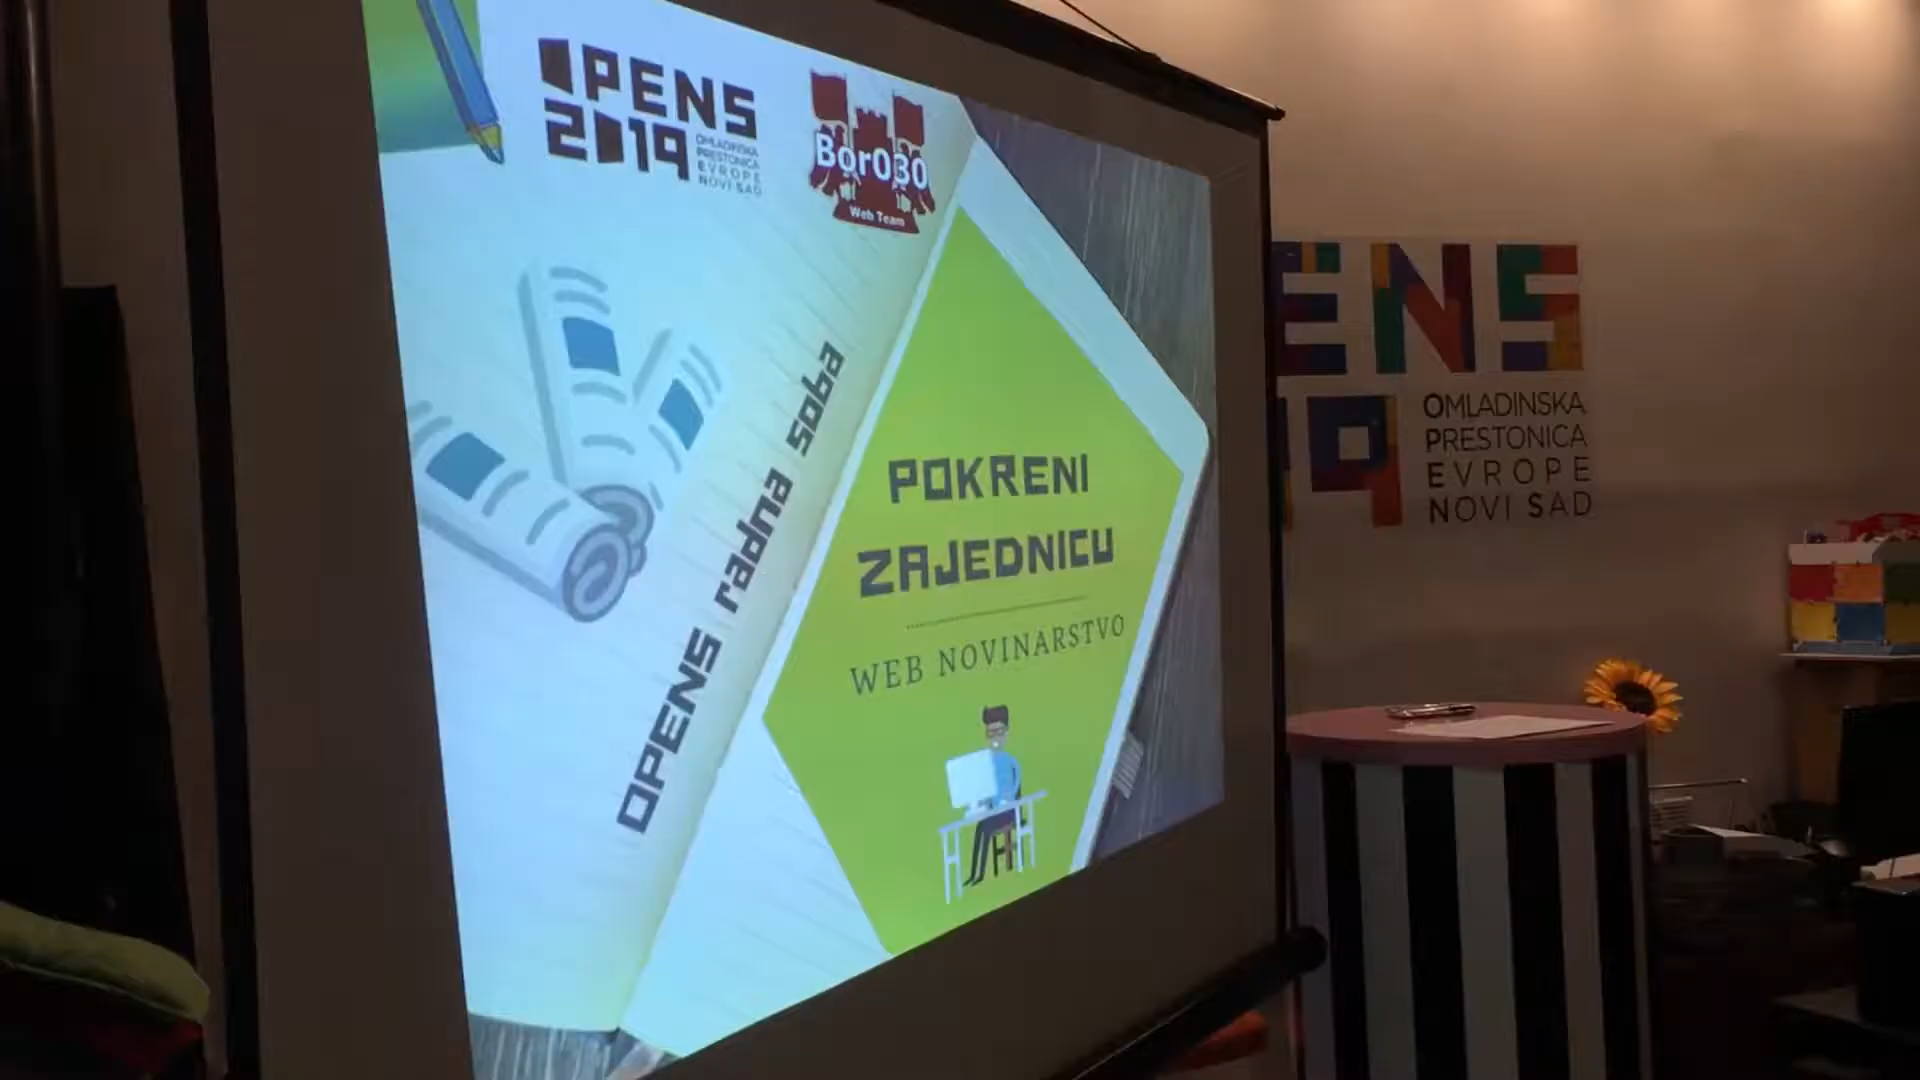 OPENS
2019
OMLADINSKA
PRESTONICA
EVROPE
NOVI SAD
Bor030
Web Team
OPENS radna soba
POKRENI
ZAJEDNICU
WEB NOVINARSTVO
ENS
19
OMLADINSKA
PRESTONICA
EVROPE
NOVI SAD